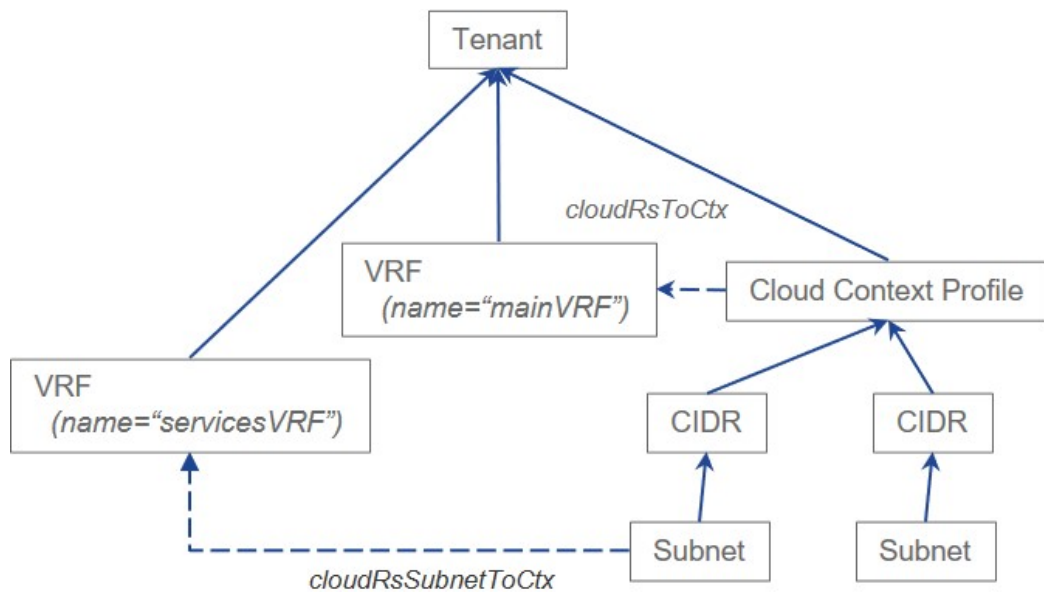 Tenant
cloudRsToCtx
VRF
(name=“mainVRF”)
Cloud Context Profile
VRF
(name=“servicesVRF”)
CIDR
CIDR
Subnet
Subnet
cloudRsSubnetToCtx